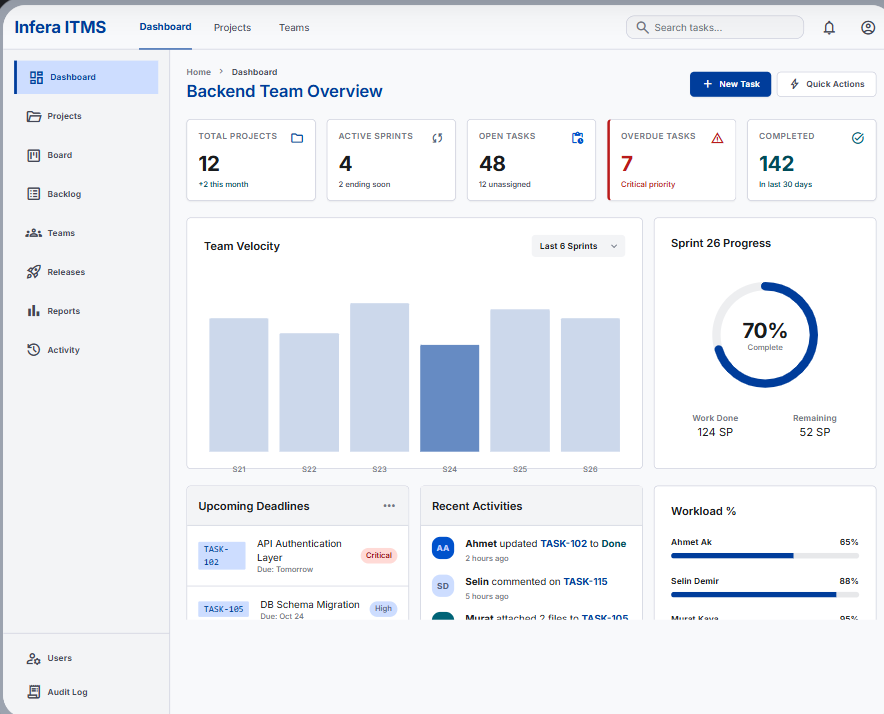 Infera ITMS
Dashboard
Projects
Teams
Search tasks...
Dashboard
Projects
Board
Backlog
Teams
Releases
Reports
Activity
Users
Audit Log
Home > Dashboard
Backend Team Overview
+ New Task
Quick Actions
TOTAL PROJECTS
12
+2 this month
ACTIVE SPRINTS
4
2 ending soon
OPEN TASKS
48
12 unassigned
OVERDUE TASKS
7
Critical priority
COMPLETED
142
In last 30 days
Team Velocity
Last 6 Sprints
S21 S22 S23 S24 S25 S26
Sprint 26 Progress
70%
Complete
Work Done
124 SP
Remaining
52 SP
Upcoming Deadlines
TASK-
102
API Authentication
Layer
Due: Tomorrow
Critical
TASK-105
DB Schema Migration
Due: Oct 24
High
Recent Activities
AA
Ahmet updated TASK-102 to Done
2 hours ago
SD
Selin commented on TASK-115
5 hours ago
Murat attached 2 files to TASK-105
Workload %
Ahmet Ak 65%
Selin Demir 88%
Murat Kaya 95%